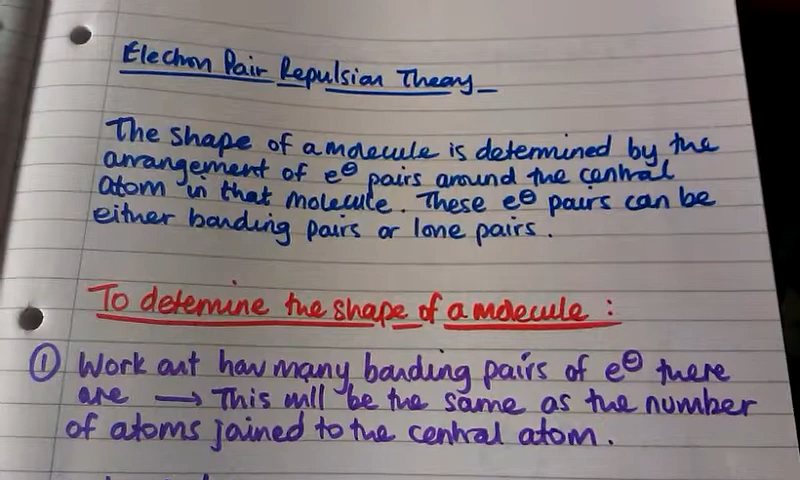 Electron Pair Repulsion Theory
The shape of a molecule is determined by the
arrangement of e⊖ pairs around the central
atom in that molecule. These e⊖ pairs can be
either bonding pairs or lone pairs.
To determine the shape of a molecule :
① Work out how many bonding pairs of e⊖ there
are → This will be the same as the number
of atoms joined to the central atom.